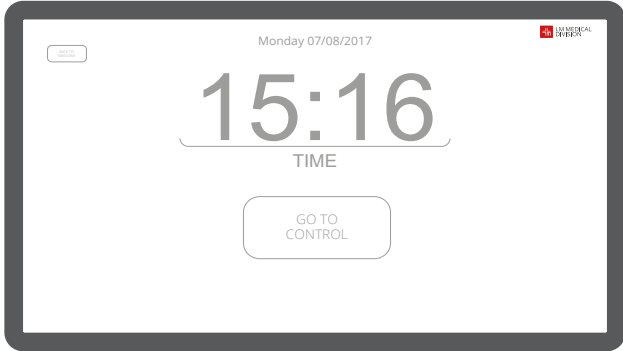 Monday 07/08/2017
LM MEDICAL
DIVISION
15:16
TIME
GO TO
CONTROL